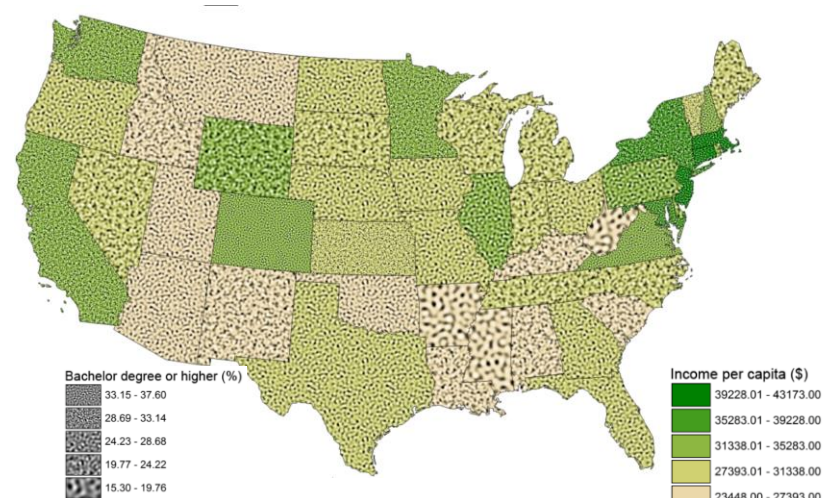 Bachelor degree or higher (%)
33.15 - 37.60
28.69 - 33.14
24.23 - 28.68
19.77 - 24.22
15.30 - 19.76
Income per capita ($)
39228.01 - 43173.00
35283.01 - 39228.00
31338.01 - 35283.00
27393.01 - 31338.00
23448.00 - 27393.00